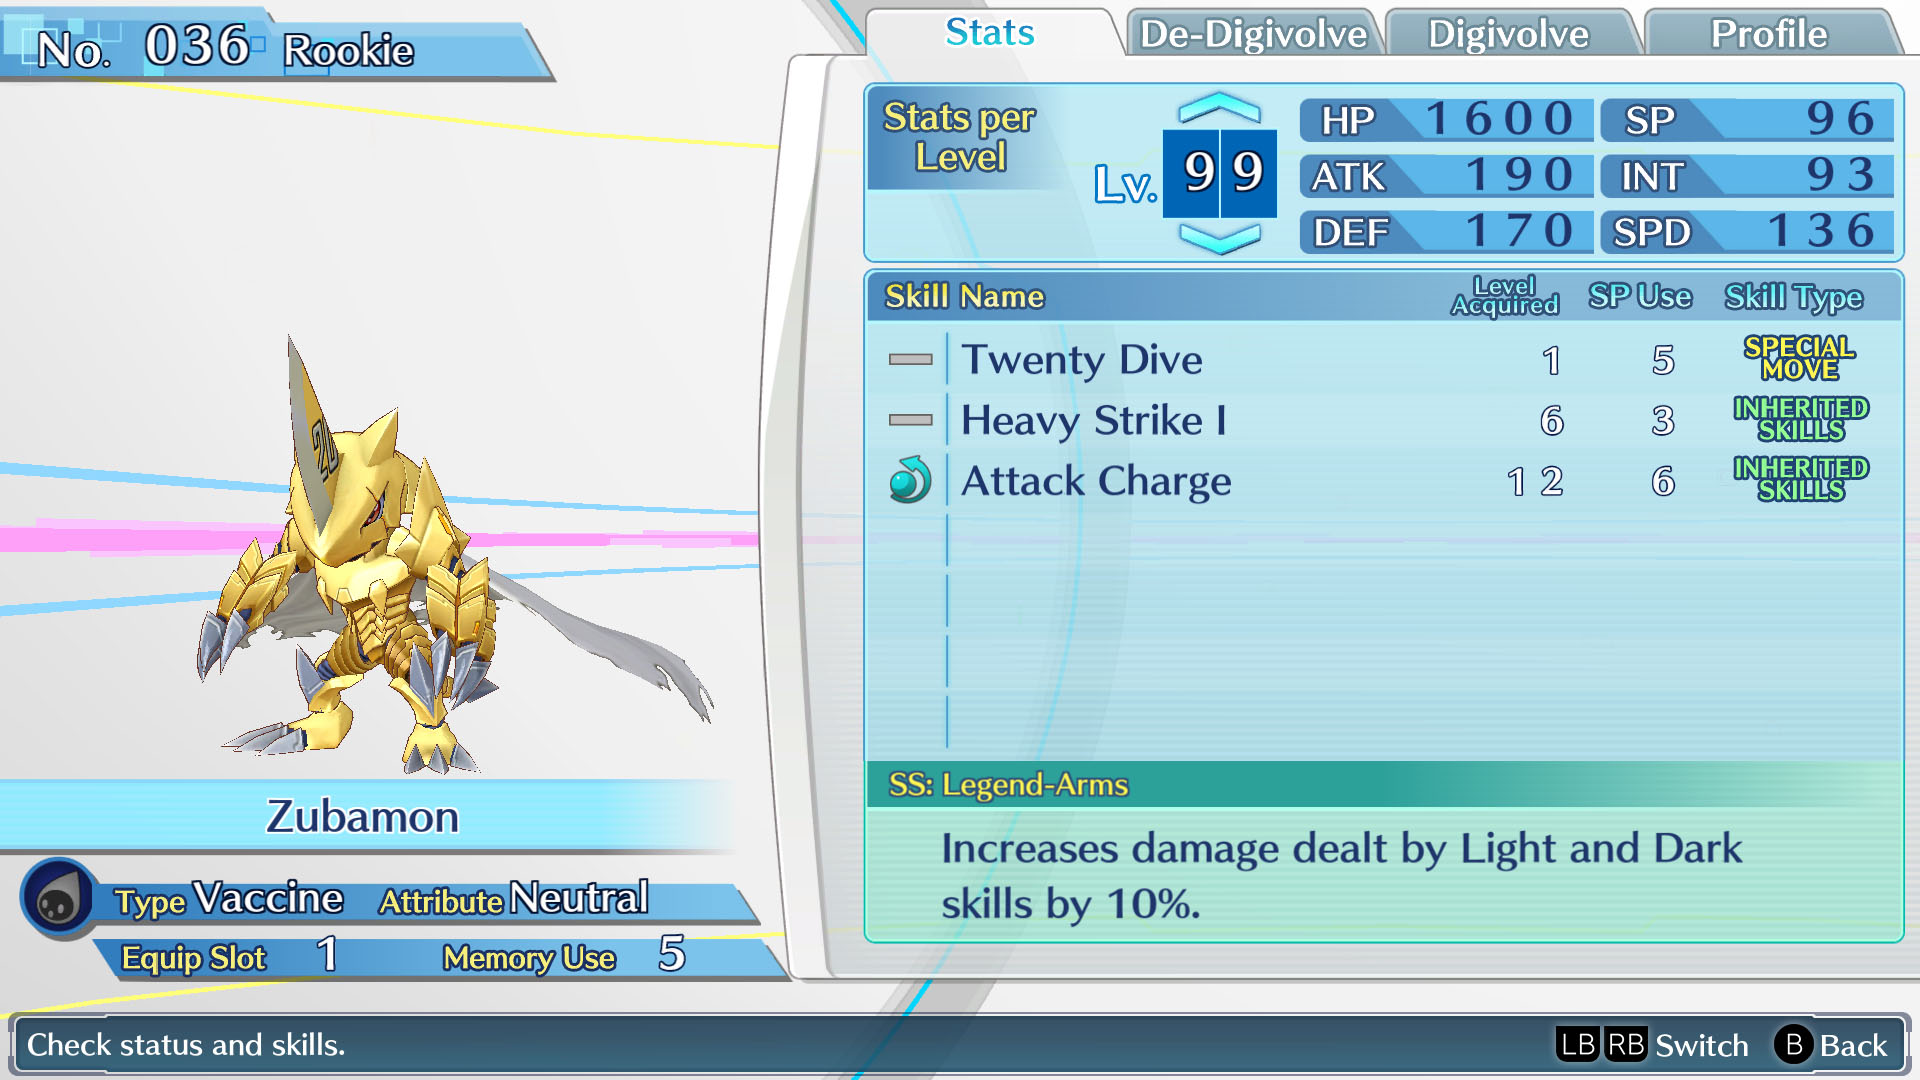 No. 036 Rookie
Stats De-Digivolve Digivolve Profile
Stats per
Level
Lv. 99
HP 1600 SP 96
ATK 190 INT 93
DEF 170 SPD 136
Skill Name Level Acquired SP Use Skill Type
Twenty Dive 1 5 SPECIAL MOVE
Heavy Strike I 6 3 INHERITED SKILLS
Attack Charge 12 6 INHERITED SKILLS
20
SS: Legend-Arms
Increases damage dealt by Light and Dark
skills by 10%.
Zubamon
Type Vaccine Attribute Neutral
Equip Slot 1 Memory Use 5
Check status and skills.
LB RB Switch B Back